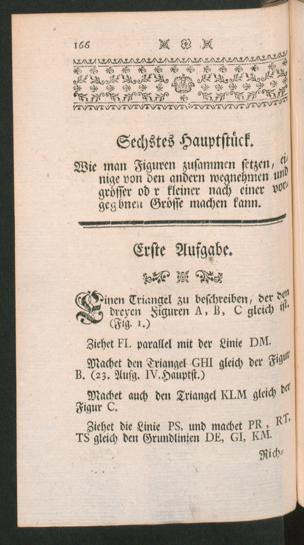 166
Sechstes Hauptstück.
Wie man Figuren zusammen setzen, ei-
nige von den andern wegnehmen und
grösser od r kleiner nach einer vor-
gegebnen Grösse machen kann.
Erste Aufgabe.
Einen Triangel zu beschreiben, der den
dreyen Figuren A, B, C gleich ist.
(Fig. 1.)
Ziehet FL parallel mit der Linie DM.
Machet den Triangel GHI gleich der Figur
B. (23. Aufg. IV. Hauptst.)
Machet auch den Triangel KLM gleich der
Figur C.
Ziehet die Linie PS, und machet PR, RT,
TS gleich den Grundlinien DE, GI, KM.
Rich-